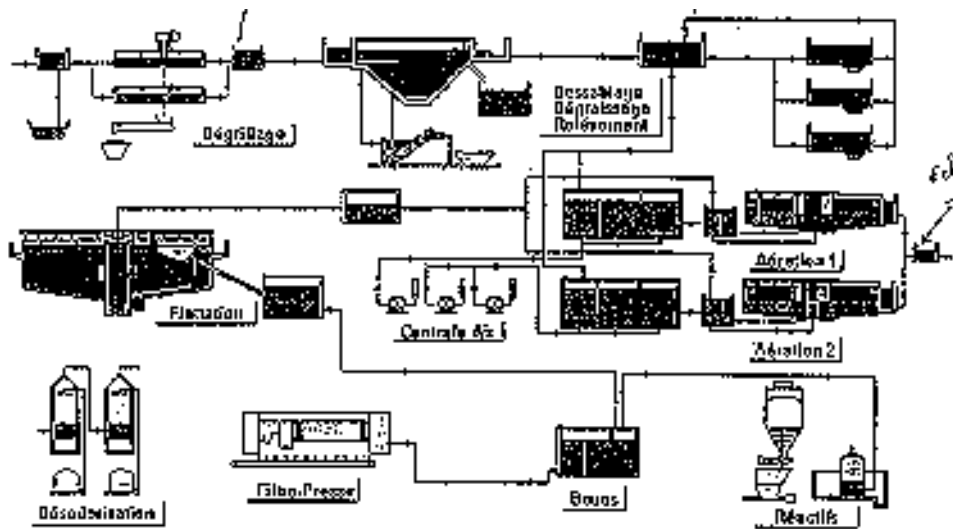 Dégrillage
Dessablage
Dégraissage
Relèvement
Aération 1
Flottation
Centrale Air
Aération 2
Filtre Presse
Boues
Désodorisation
Réactifs